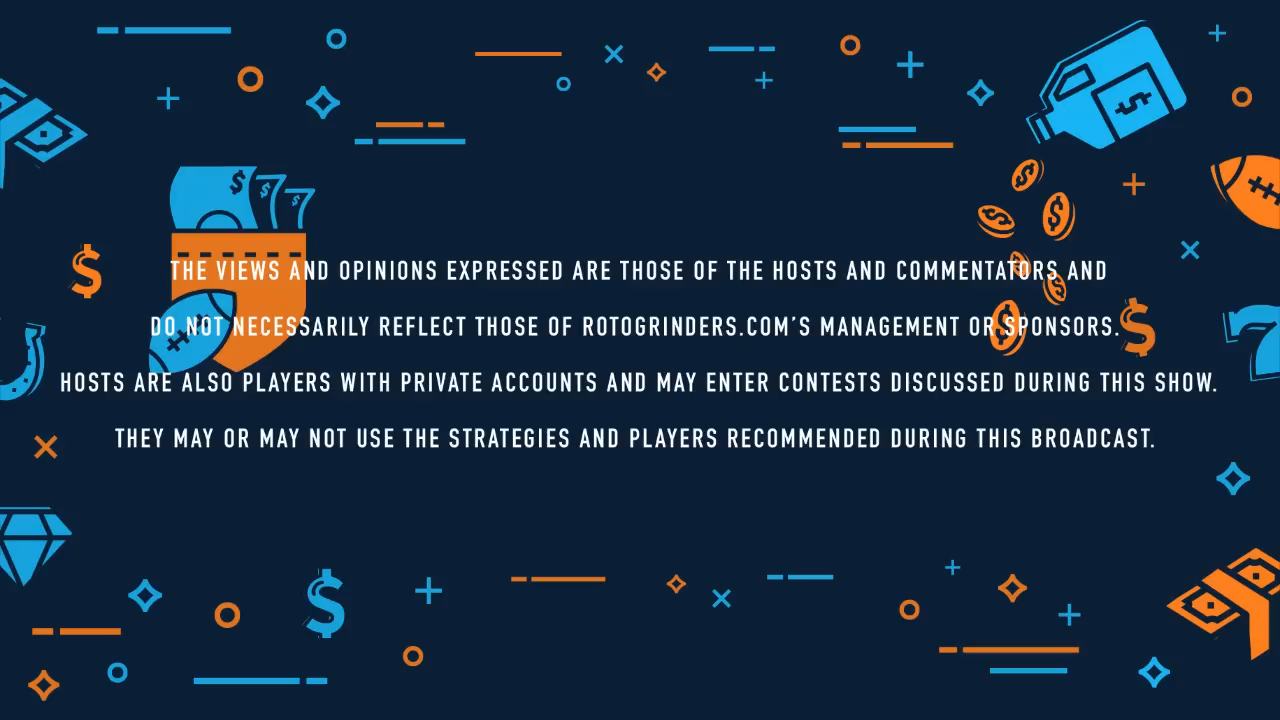 THE VIEWS AND OPINIONS EXPRESSED ARE THOSE OF THE HOSTS AND COMMENTATORS AND
DO NOT NECESSARILY REFLECT THOSE OF ROTOGRINDERS.COM'S MANAGEMENT OR SPONSORS.
HOSTS ARE ALSO PLAYERS WITH PRIVATE ACCOUNTS AND MAY ENTER CONTESTS DISCUSSED DURING THIS SHOW.
THEY MAY OR MAY NOT USE THE STRATEGIES AND PLAYERS RECOMMENDED DURING THIS BROADCAST.